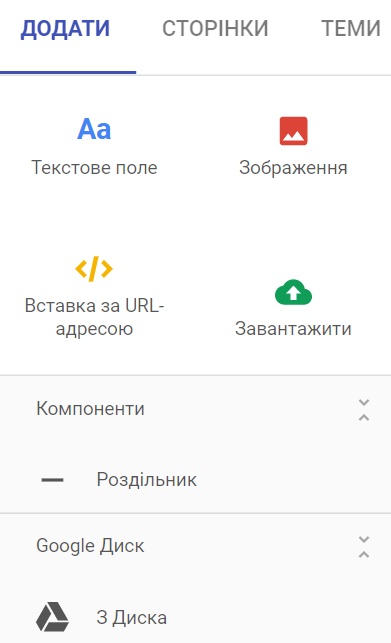 ДОДАТИ СТОРІНКИ ТЕМИ
Aa
Текстове поле
Зображення
</>
Вставка за URL-
адресою
Завантажити
Компоненти
Роздільник
Google Диск
З Диска